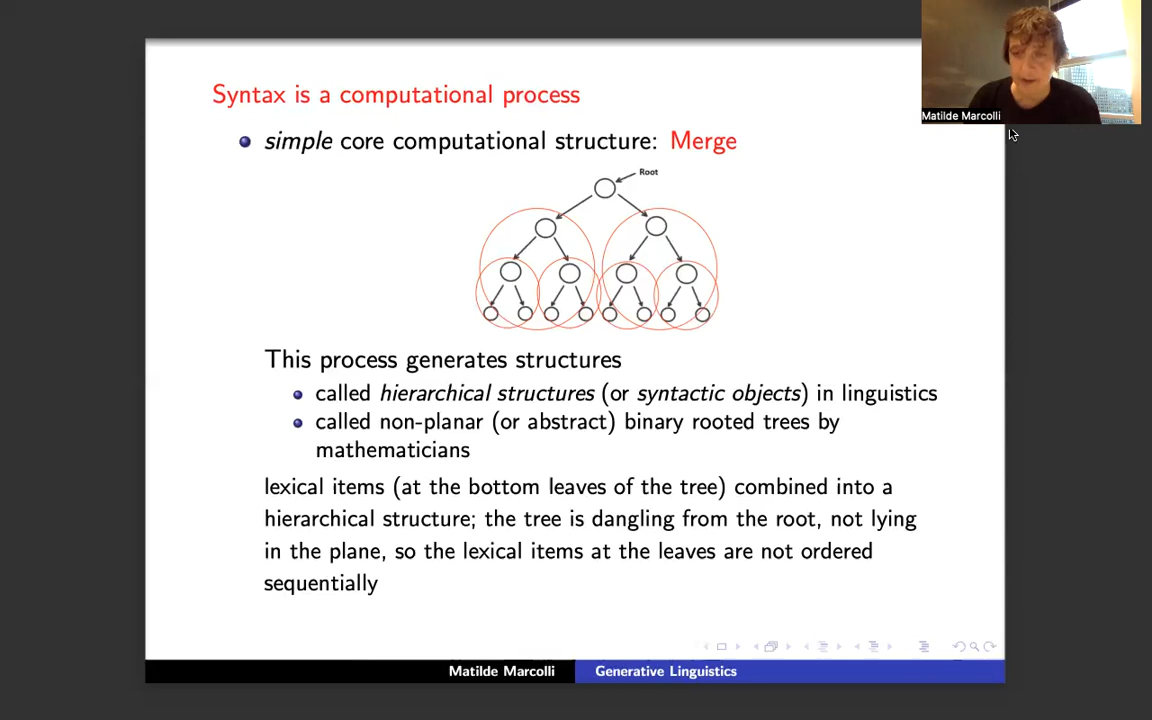 Matilde Marcolli
Syntax is a computational process
simple core computational structure: Merge
Root
This process generates structures
called hierarchical structures (or syntactic objects) in linguistics
called non-planar (or abstract) binary rooted trees by
mathematicians
lexical items (at the bottom leaves of the tree) combined into a
hierarchical structure; the tree is dangling from the root, not lying
in the plane, so the lexical items at the leaves are not ordered
sequentially
Matilde Marcolli
Generative Linguistics